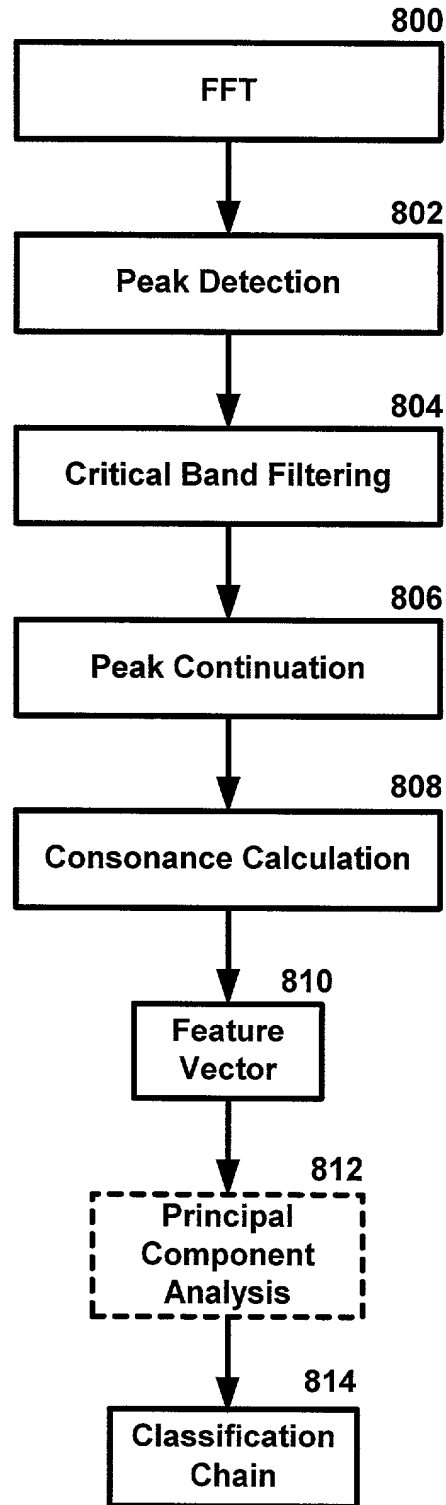 800
FFT
802
Peak Detection
804
Critical Band Filtering
806
Peak Continuation
808
Consonance Calculation
810
Feature
Vector
812
Principal
Component
Analysis
814
Classification
Chain